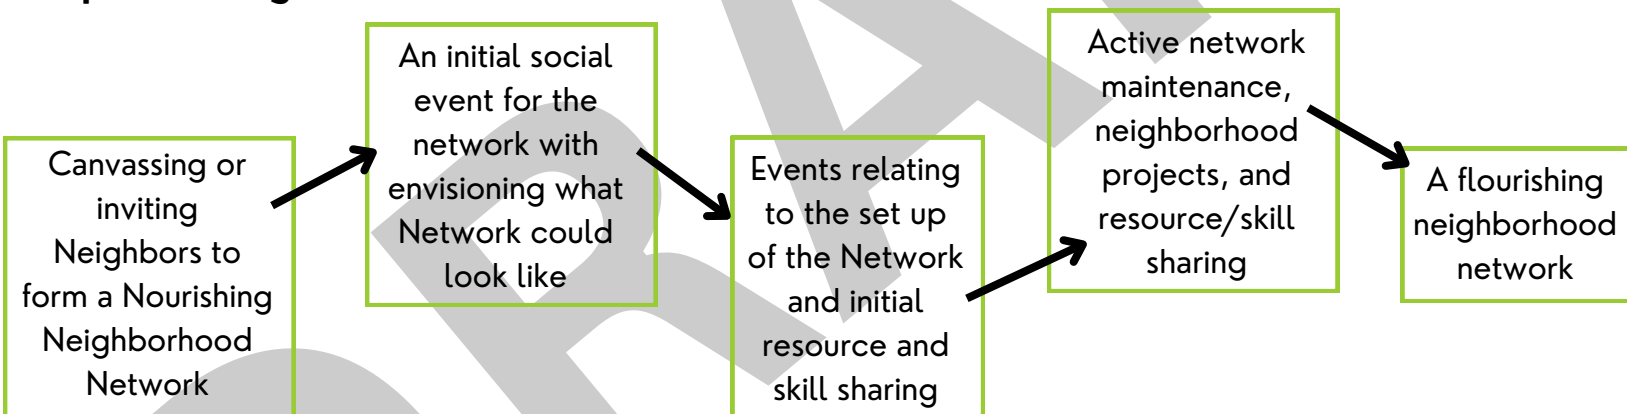 Canvassing or
inviting
Neighbors to
form a Nourishing
Neighborhood
Network
An initial social
event for the
network with
envisioning what
Network could
look like
Events relating
to the set up
of the Network
and initial
resource and
skill sharing
Active network
maintenance,
neighborhood
projects, and
resource/skill
sharing
A flourishing
neighborhood
network